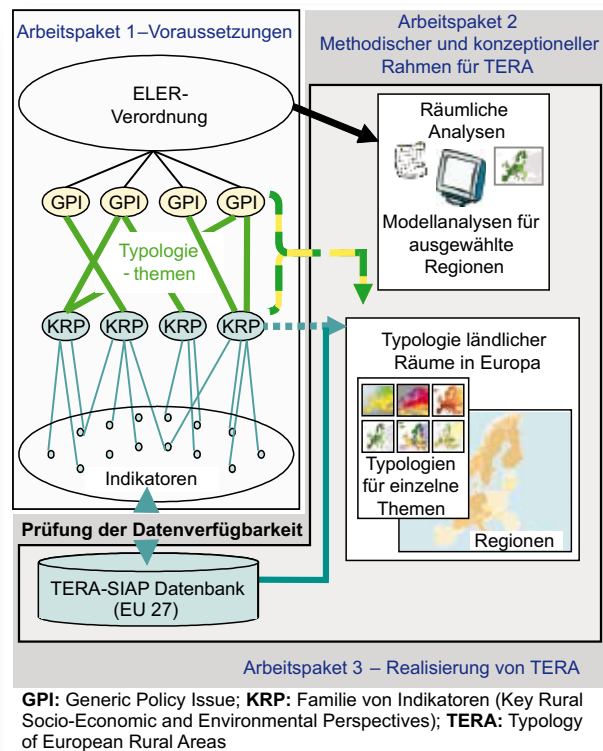 Arbeitspaket 1–Voraussetzungen
Arbeitspaket 2
Methodischer und konzeptioneller
Rahmen für TERA
ELER-
Verordnung
GPI
GPI
GPI
GPI
Typologie
- themen
KRP
KRP
KRP
KRP
Indikatoren
Räumliche
Analysen
Modellanalysen für
ausgewählte
Regionen
Typologie ländlicher
Räume in Europa
Typologien
für einzelne
Themen
Regionen
Prüfung der Datenverfügbarkeit
TERA-SIAP Datenbank
(EU 27)
Arbeitspaket 3 – Realisierung von TERA
GPI: Generic Policy Issue; KRP: Familie von Indikatoren (Key Rural
Socio-Economic and Environmental Perspectives); TERA: Typology
of European Rural Areas